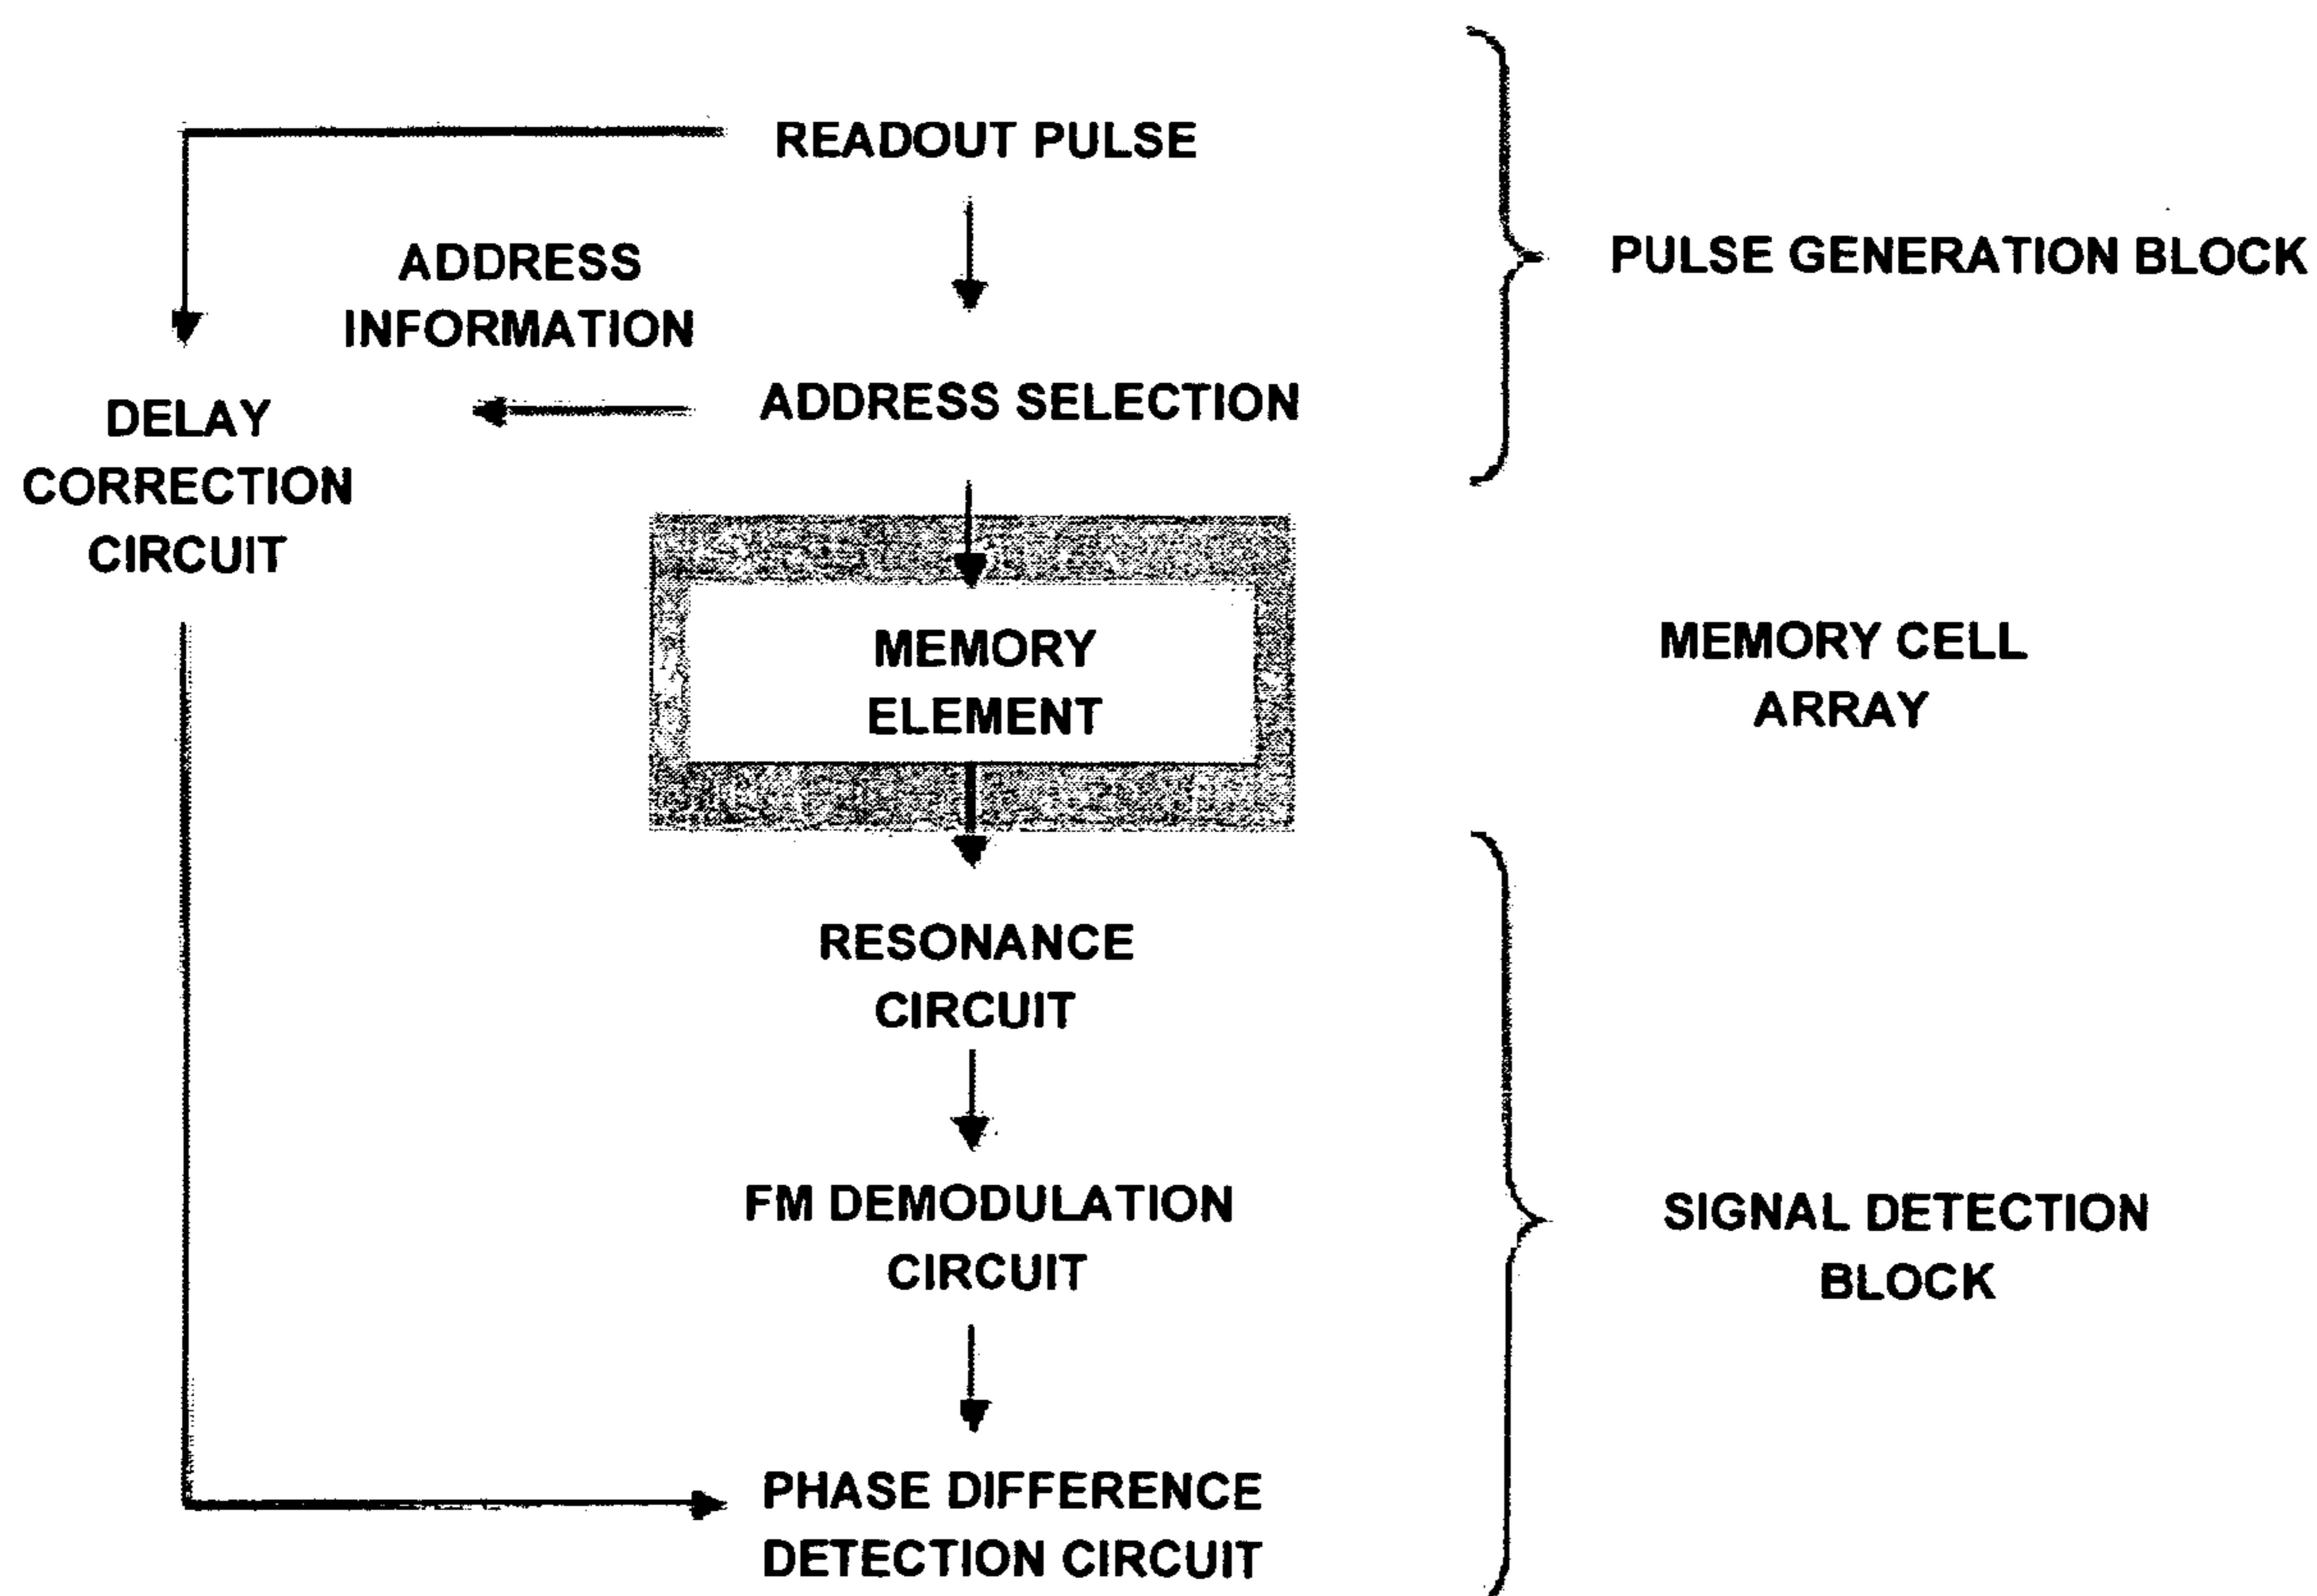 READOUT PULSE
ADDRESS
INFORMATION
PULSE GENERATION BLOCK
DELAY
CORRECTION
CIRCUIT
ADDRESS SELECTION
MEMORY
ELEMENT
MEMORY CELL
ARRAY
RESONANCE
CIRCUIT
FM DEMODULATION
CIRCUIT
SIGNAL DETECTION
BLOCK
PHASE DIFFERENCE
DETECTION CIRCUIT